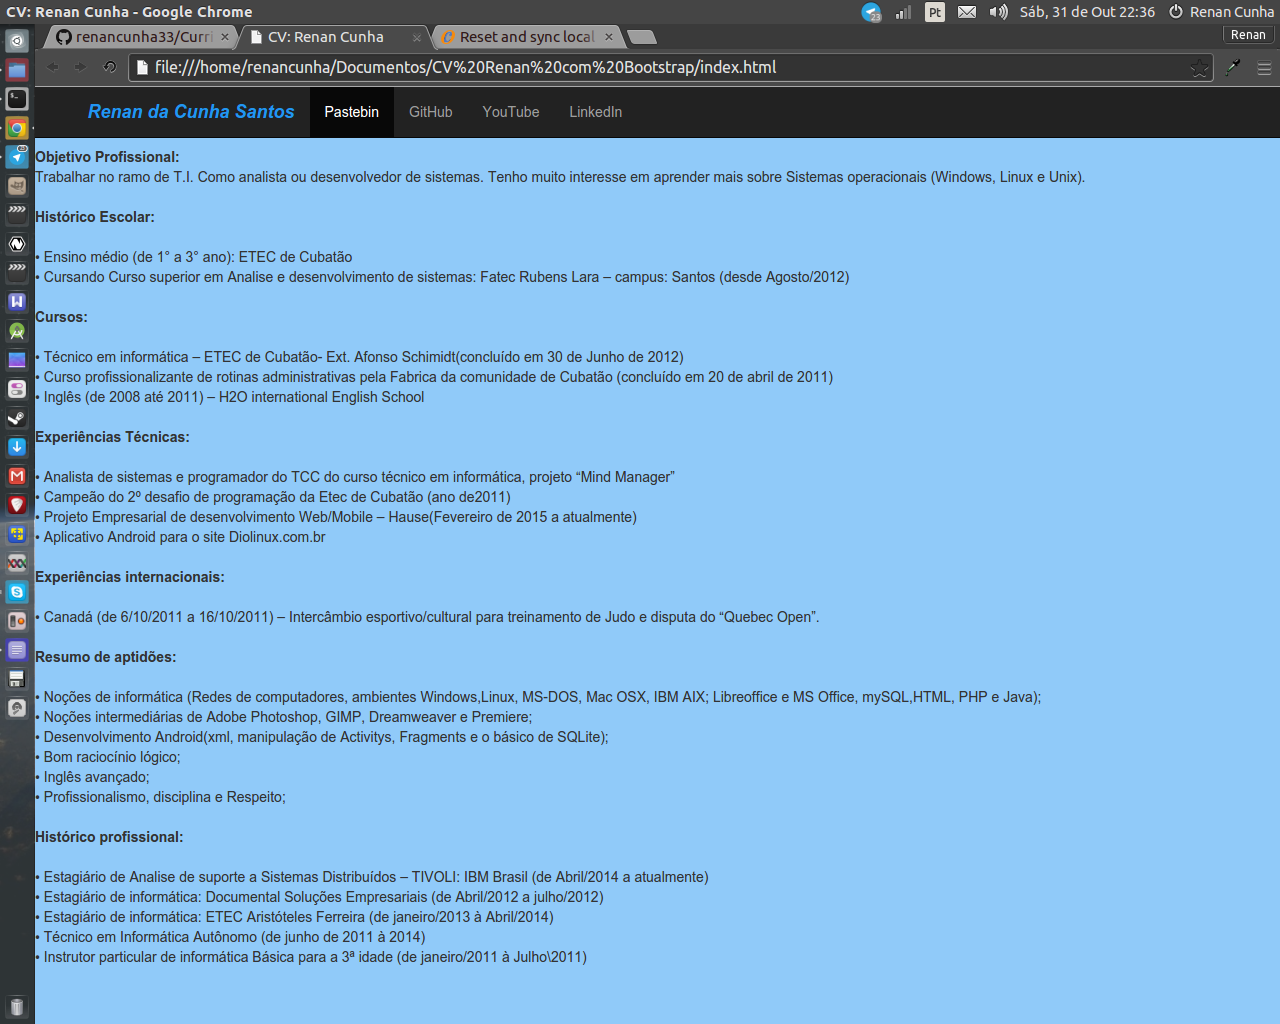 CV: Renan Cunha - Google Chrome
23
Pt
Sáb, 31 de Out 22:36
Renan Cunha
renancunha33/Curri
CV: Renan Cunha
Reset and sync local
Renan
file:///home/renancunha/Documentos/CV%20Renan%20com%20Bootstrap/index.html
Renan da Cunha Santos
Pastebin
GitHub
YouTube
LinkedIn
Objetivo Profissional:
Trabalhar no ramo de T.I. Como analista ou desenvolvedor de sistemas. Tenho muito interesse em aprender mais sobre Sistemas operacionais (Windows, Linux e Unix).
Histórico Escolar:
• Ensino médio (de 1° a 3° ano): ETEC de Cubatão
• Cursando Curso superior em Analise e desenvolvimento de sistemas: Fatec Rubens Lara – campus: Santos (desde Agosto/2012)
Cursos:
• Técnico em informática – ETEC de Cubatão- Ext. Afonso Schimidt(concluído em 30 de Junho de 2012)
• Curso profissionalizante de rotinas administrativas pela Fabrica da comunidade de Cubatão (concluído em 20 de abril de 2011)
• Inglês (de 2008 até 2011) – H2O international English School
Experiências Técnicas:
• Analista de sistemas e programador do TCC do curso técnico em informática, projeto “Mind Manager”
• Campeão do 2º desafio de programação da Etec de Cubatão (ano de2011)
• Projeto Empresarial de desenvolvimento Web/Mobile – Hause(Fevereiro de 2015 a atualmente)
• Aplicativo Android para o site Diolinux.com.br
Experiências internacionais:
• Canadá (de 6/10/2011 a 16/10/2011) – Intercâmbio esportivo/cultural para treinamento de Judo e disputa do “Quebec Open”.
Resumo de aptidões:
• Noções de informática (Redes de computadores, ambientes Windows,Linux, MS-DOS, Mac OSX, IBM AIX; Libreoffice e MS Office, mySQL,HTML, PHP e Java);
• Noções intermediárias de Adobe Photoshop, GIMP, Dreamweaver e Premiere;
• Desenvolvimento Android(xml, manipulação de Activitys, Fragments e o básico de SQLite);
• Bom raciocínio lógico;
• Inglês avançado;
• Profissionalismo, disciplina e Respeito;
Histórico profissional:
• Estagiário de Analise de suporte a Sistemas Distribuídos – TIVOLI: IBM Brasil (de Abril/2014 a atualmente)
• Estagiário de informática: Documental Soluções Empresariais (de Abril/2012 a julho/2012)
• Estagiário de informática: ETEC Aristóteles Ferreira (de janeiro/2013 à Abril/2014)
• Técnico em Informática Autônomo (de junho de 2011 à 2014)
• Instrutor particular de informática Básica para a 3ª idade (de janeiro/2011 à Julho\2011)